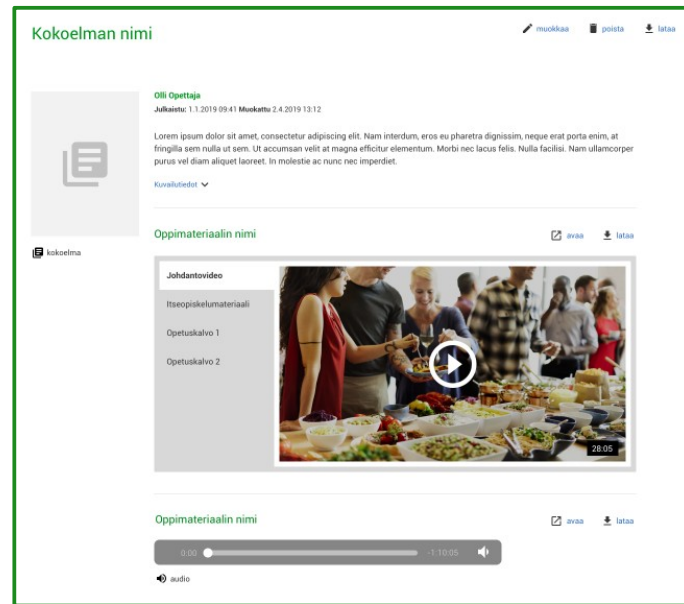 Kokoelman nimi
muokkaa poista lataa
Olli Opettaja
Julkaistu: 1.1.2019 09:41 Muokattu 2.4.2019 13:12
Lorem ipsum dolor sit amet, consectetur adipiscing elit. Nam interdum, eros eu pharetra dignissim, neque erat porta enim, at
fringilla sem nulla ut sem. Ut accumsan velit at magna efficitur elementum. Morbi nec lacus felis. Nulla facilisi. Nam ullamcorper
purus vel diam aliquet laoreet. In molestie ac nunc nec imperdiet.
Kuvailutiedot
kokoelma
Oppimateriaalin nimi
avaa lataa
Johdantovideo
Itseopiskelumateriaali
Opetuskalvo 1
Opetuskalvo 2
28:05
Oppimateriaalin nimi
avaa lataa
0:00 -1:10:05
audio